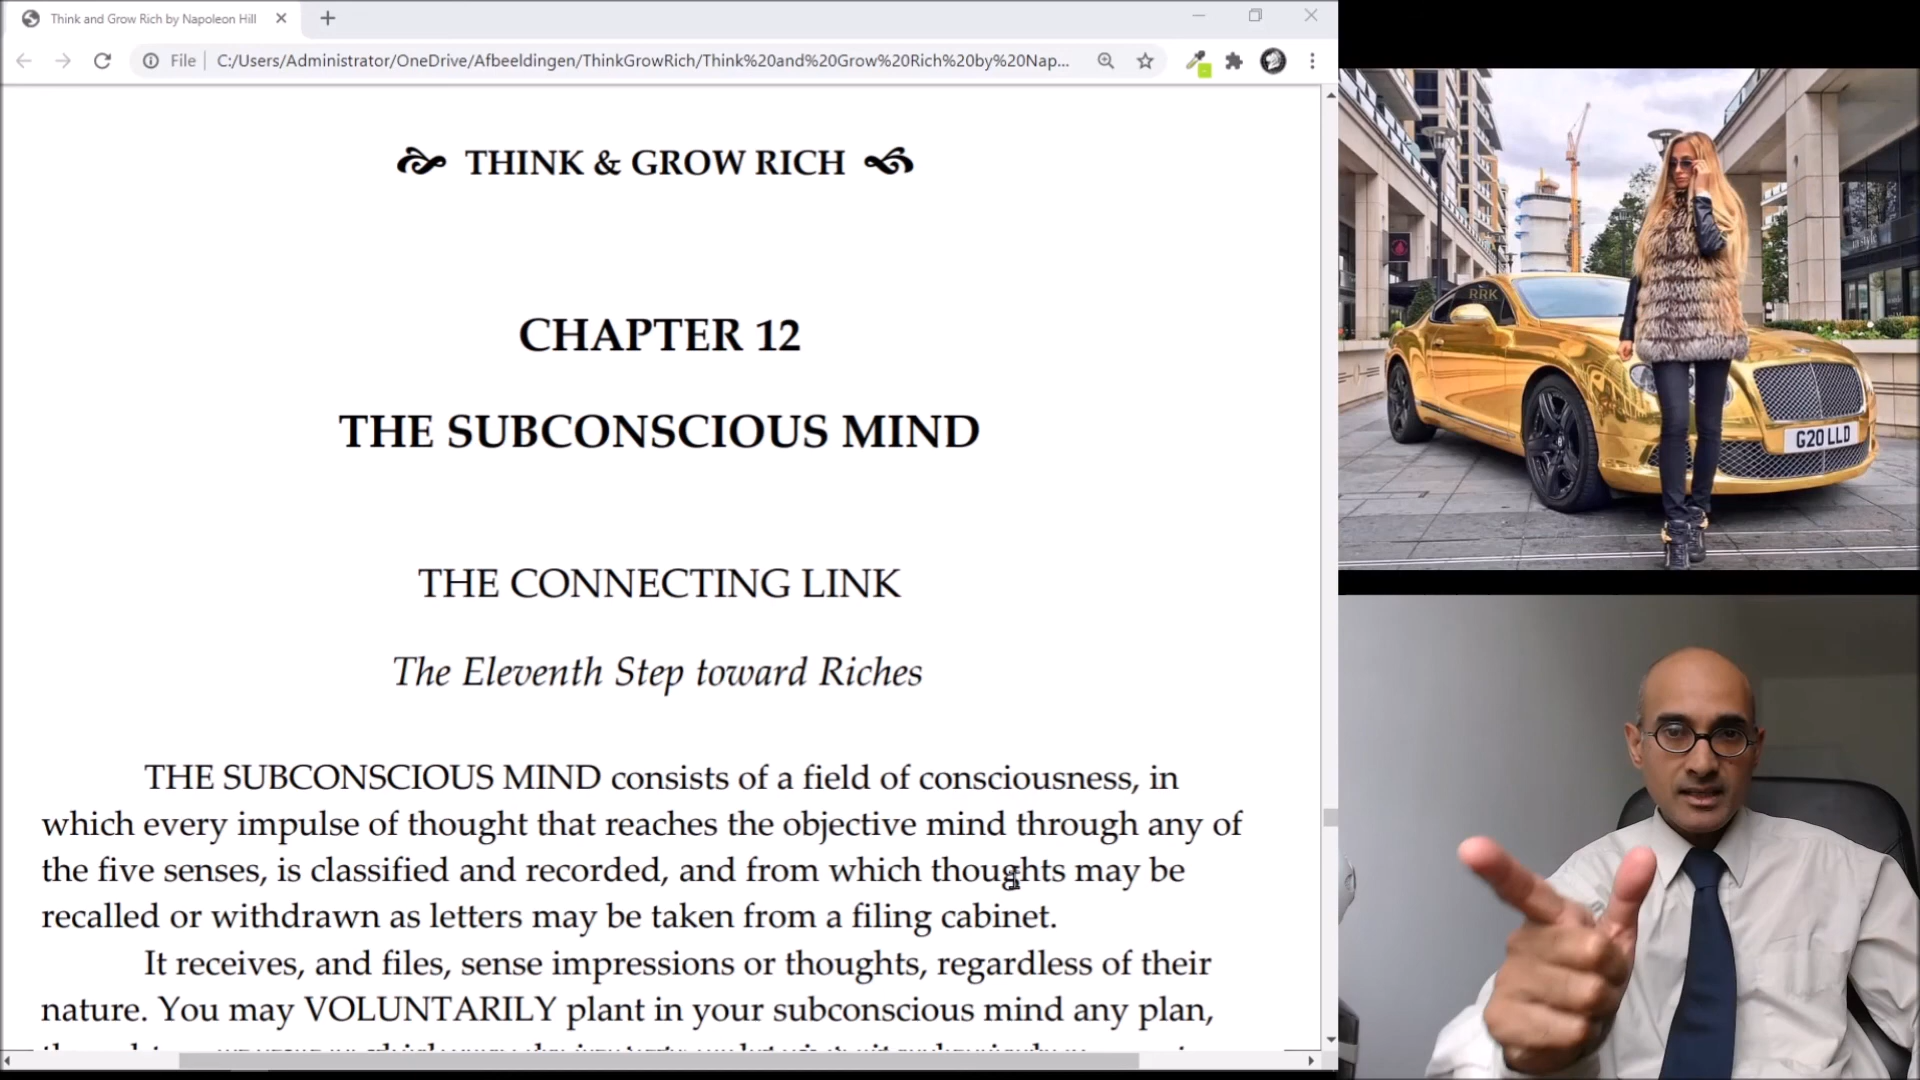 Think and Grow Rich by Napoleon Hill
File
C:/Users/Administrator/OneDrive/Afbeeldingen/ThinkGrowRich/Think%20and%20Grow%20Rich%20by%20Nap...
THINK & GROW RICH
CHAPTER 12
THE SUBCONSCIOUS MIND
THE CONNECTING LINK
The Eleventh Step toward Riches
THE SUBCONSCIOUS MIND consists of a field of consciousness, in
which every impulse of thought that reaches the objective mind through any of
the five senses, is classified and recorded, and from which thoughts may be
recalled or withdrawn as letters may be taken from a filing cabinet.
It receives, and files, sense impressions or thoughts, regardless of their
nature. You may VOLUNTARILY plant in your subconscious mind any plan,
RRK
G20 LLD